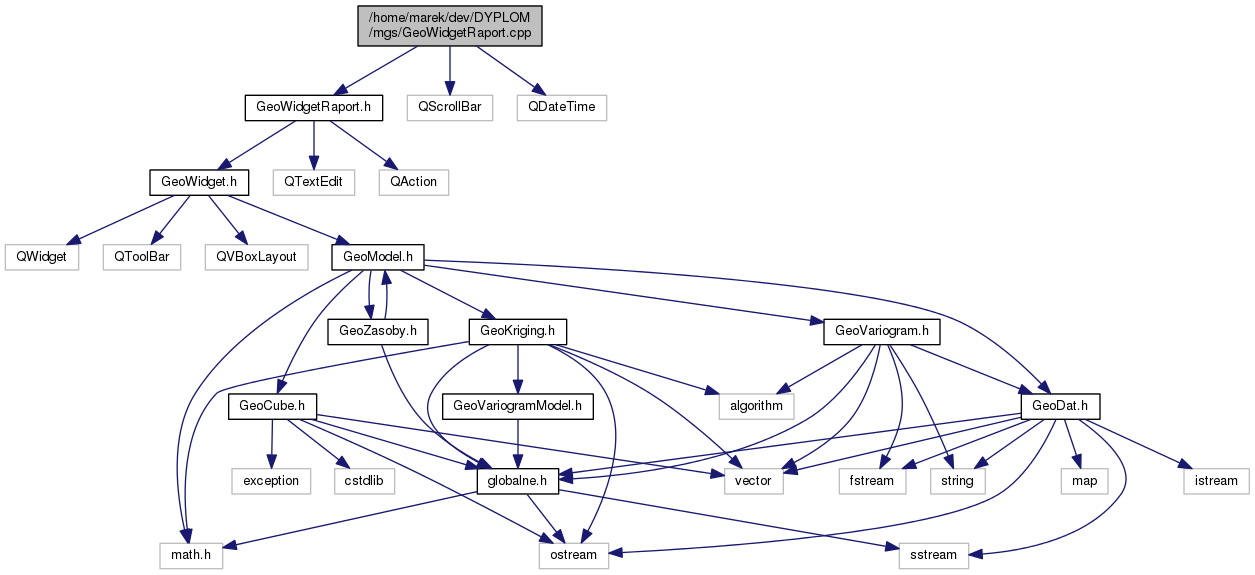 /home/marek/dev/DYPLOM
/mgs/GeoWidgetRaport.cpp
GeoWidgetRaport.h
QScrollBar
QDateTime
GeoWidget.h
QTextEdit
QAction
QWidget
QToolBar
QVBoxLayout
GeoModel.h
GeoZasoby.h
GeoKriging.h
GeoVariogram.h
GeoCube.h
GeoVariogramModel.h
algorithm
GeoDat.h
exception
cstdlib
globalne.h
vector
fstream
string
map
istream
math.h
ostream
sstream